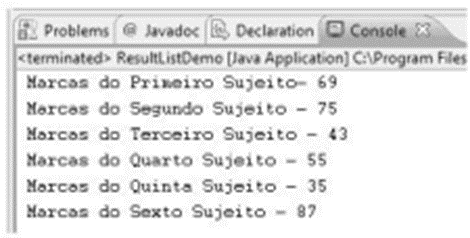 Problems @ Javadoc Declaration Console
<terminated> ResultListDemo [Java Application] C:\Program Files
Marcas do Primeiro Sujeito- 69
Marcas do Segundo Sujeito - 75
Marcas do Terceiro Sujeito - 43
Marcas do Quarto Sujeito - 55
Marcas do Quinta Sujeito - 35
Marcas do Sexto Sujeito - 87